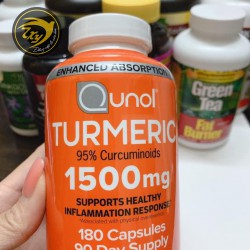 ENHANCED ABSORPTION
Qunol
TURMERIC
95% Curcuminoids
1500mg
SUPPORTS HEALTHY
INFLAMMATION RESPONSE
180 Capsules
90 Day Supply
Green
Tea
Fat
Burner